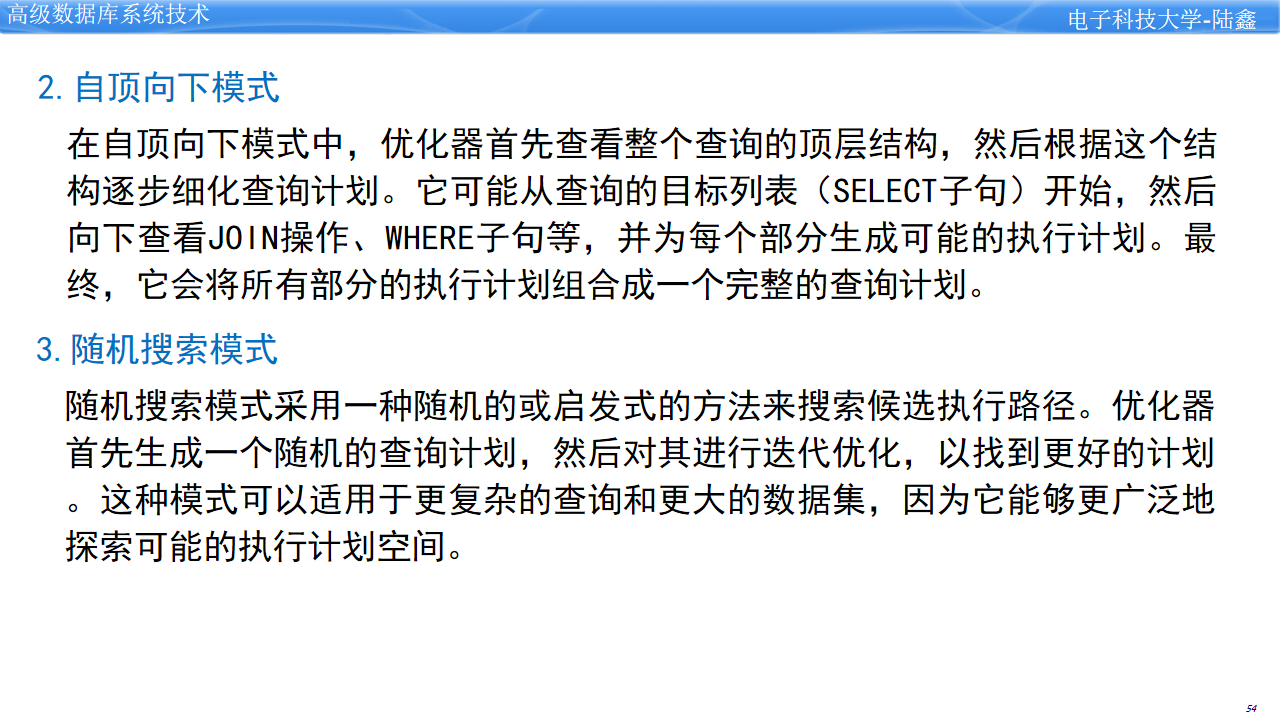 高级数据库系统技术
电子科技大学-陆鑫
2. 自顶向下模式
在自顶向下模式中，优化器首先查看整个查询的顶层结构，然后根据这个结
构逐步细化查询计划。它可能从查询的目标列表（SELECT子句）开始，然后
向下查看JOIN操作、WHERE子句等，并为每个部分生成可能的执行计划。最
终，它会将所有部分的执行计划组合成一个完整的查询计划。
3. 随机搜索模式
随机搜索模式采用一种随机的或启发式的方法来搜索候选执行路径。优化器
首先生成一个随机的查询计划，然后对其进行迭代优化，以找到更好的计划
。这种模式可以适用于更复杂的查询和更大的数据集，因为它能够更广泛地
探索可能的执行计划空间。
54